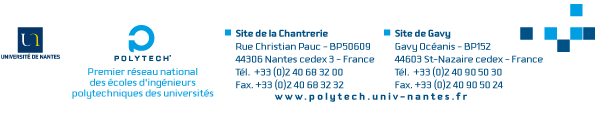 UNIVERSITÉ DE NANTES
POLYTECH'
Premier réseau national
des écoles d'ingénieurs
polytechniques des universités
Site de la Chantrerie
Rue Christian Pauc – BP50609
44306 Nantes cedex 3 – France
Tél. +33 (0)2 40 68 32 00
Fax. +33 (0)2 40 68 32 32
Site de Gavy
Gavy Océanis – BP152
44603 St-Nazaire cedex – France
Tél. +33 (0)2 40 90 50 30
Fax. +33 (0)2 40 90 50 24
www.polytech.univ-nantes.fr